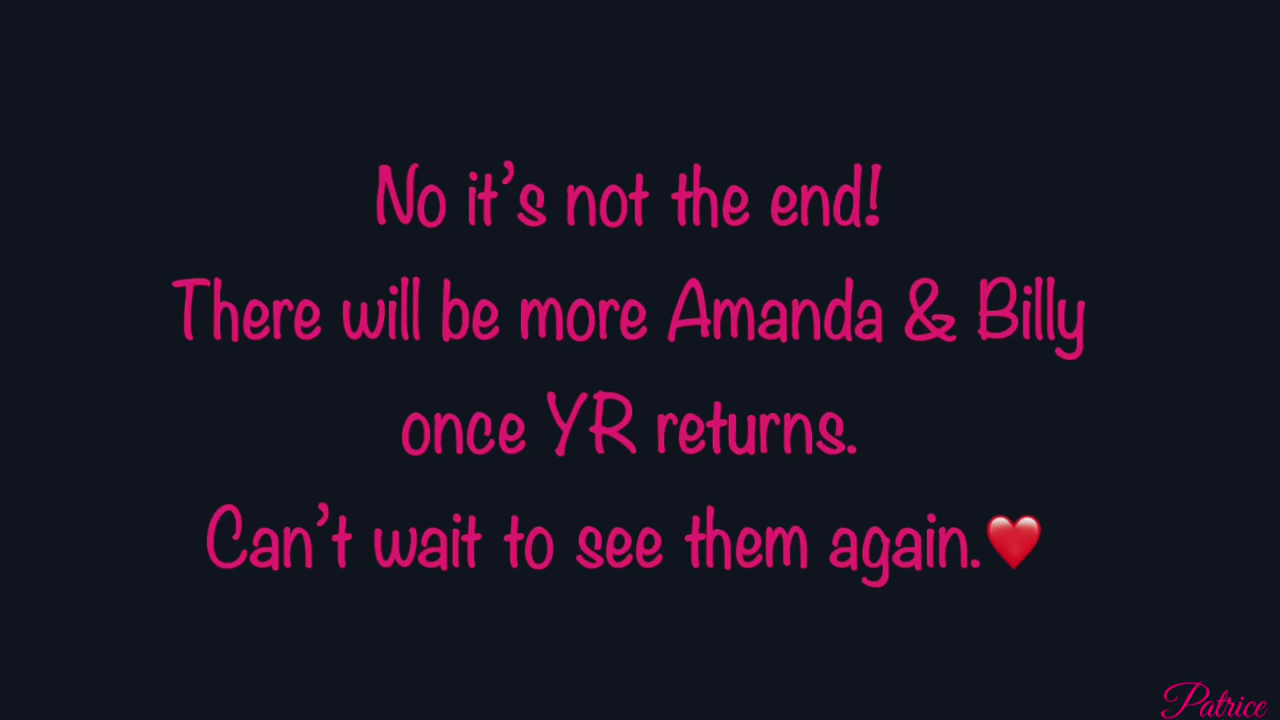 No it’s not the end!
There will be more Amanda & Billy
once YR returns.
Can’t wait to see them again.❤️
Patrice